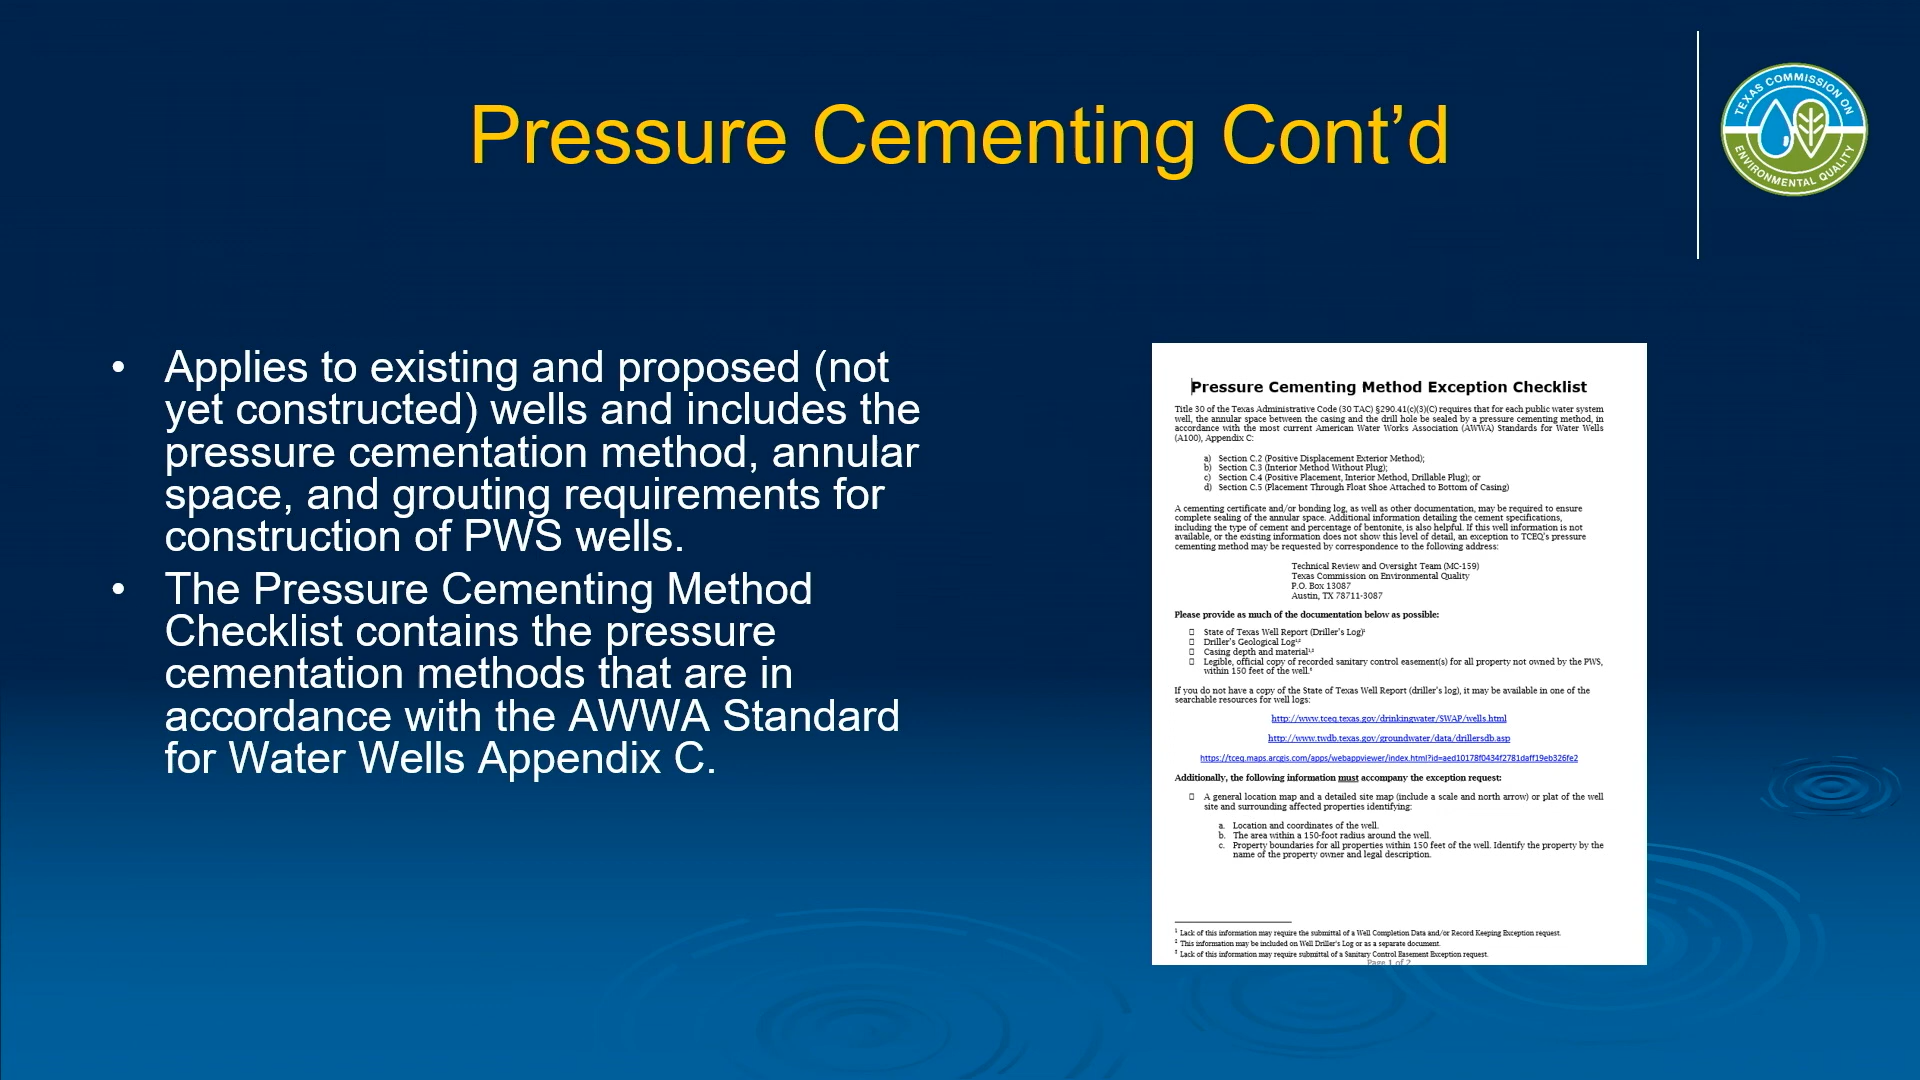 Pressure Cementing Cont’d
TEXAS COMMISSION ON
ENVIRONMENTAL QUALITY
• Applies to existing and proposed (not
yet constructed) wells and includes the
pressure cementation method, annular
space, and grouting requirements for
construction of PWS wells.
• The Pressure Cementing Method
Checklist contains the pressure
cementation methods that are in
accordance with the AWWA Standard
for Water Wells Appendix C.
Pressure Cementing Method Exception Checklist
Title 30 of the Texas Administrative Code (30 TAC) §290.41(c)(3)(C) requires that for each public water system
well, the annular space between the casing and the drill hole be sealed by a pressure cementing method, in
accordance with the most current American Water Works Association (AWWA) Standards for Water Wells
(A100), Appendix C:
a) Section C.2 (Positive Displacement Exterior Method);
b) Section C.3 (Interior Method Without Plug);
c) Section C.4 (Positive Placement, Interior Method, Drillable Plug); or
d) Section C.5 (Placement Through Float Shoe Attached to Bottom of Casing)
A cementing certificate and/or bonding log, as well as other documentation, may be required to ensure
complete sealing of the annular space. Additional information detailing the cement specifications,
including the type of cement and percentage of bentonite, is also helpful. If this well information is not
available, or the existing information does not show this level of detail, an exception to TCEQ's pressure
cementing method may be requested by correspondence to the following address:
Technical Review and Oversight Team (MC-159)
Texas Commission on Environmental Quality
P.O. Box 13087
Austin, TX 78711-3087
Please provide as much of the documentation below as possible:
☐ State of Texas Well Report (Driller's Log)
☐ Driller's Geological Log
☐ Casing depth and material
☐ Legible, official copy of recorded sanitary control easement(s) for all property not owned by the PWS,
within 150 feet of the well.
If you do not have a copy of the State of Texas Well Report (driller's log), it may be available in one of the
searchable resources for well logs:
http://www.tceq.texas.gov/drinkingwater/SWAP/wells.html
http://www.twdb.texas.gov/groundwater/data/drillersdb.asp
https://tceq.maps.arcgis.com/apps/webappviewer/index.html?id=aed10178f0434f2781daff19eb326fe2
Additionally, the following information must accompany the exception request:
☐ A general location map and a detailed site map (include a scale and north arrow) or plat of the well
site and surrounding affected properties identifying:
a. Location and coordinates of the well.
b. The area within a 150-foot radius around the well.
c. Property boundaries for all properties within 150 feet of the well. Identify the property by the
name of the property owner and legal description.
1 Lack of this information may require the submittal of a Well Completion Data and/or Record Keeping Exception request.
2 This information may be included on Well Driller's Log or as a separate document.
3 Lack of this information may require submittal of a Sanitary Control Easement Exception request.
Page 1 of 2